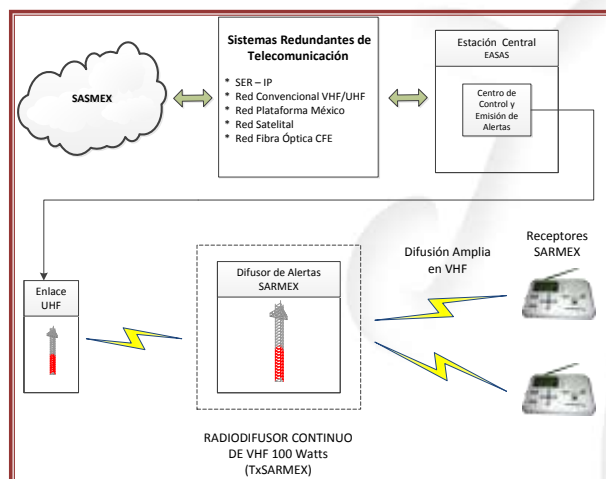 SASMEX
Sistemas Redundantes de
Telecomunicación
* SER – IP
* Red Convencional VHF/UHF
* Red Plataforma México
* Red Satelital
* Red Fibra Óptica CFE
Estación Central
EASAS
Centro de
Control y
Emisión de
Alertas
Enlace
UHF
Difusor de Alertas
SARMEX
Difusión Amplia
en VHF
Receptores
SARMEX
RADIODIFUSOR CONTINUO
DE VHF 100 Watts
(TxSARMEX)